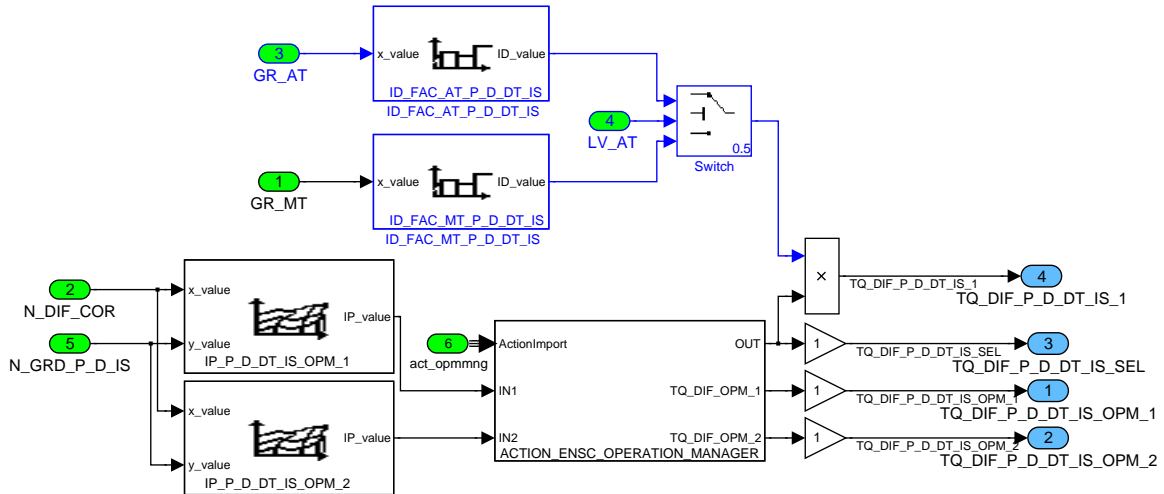 3
GR_AT
x_value
ID_value
ID_FAC_AT_P_D_DT_IS
ID_FAC_AT_P_D_DT_IS
4
LV_AT
0.5
Switch
1
GR_MT
x_value
ID_value
ID_FAC_MT_P_D_DT_IS
ID_FAC_MT_P_D_DT_IS
2
N_DIF_COR
5
N_GRD_P_D_IS
x_value
y_value
IP_value
IP_P_D_DT_IS_OPM_1
x_value
y_value
IP_value
IP_P_D_DT_IS_OPM_2
6
act_opmmng
ActionImport
IN1
IN2
OUT
TQ_DIF_OPM_1
TQ_DIF_OPM_2
ACTION_ENSC_OPERATION_MANAGER
×
TQ_DIF_P_D_DT_IS_1
4
TQ_DIF_P_D_DT_IS_1
1
TQ_DIF_P_D_DT_IS_SEL
3
TQ_DIF_P_D_DT_IS_SEL
1
TQ_DIF_P_D_DT_IS_OPM_1
1
TQ_DIF_P_D_DT_IS_OPM_1
1
TQ_DIF_P_D_DT_IS_OPM_2
2
TQ_DIF_P_D_DT_IS_OPM_2